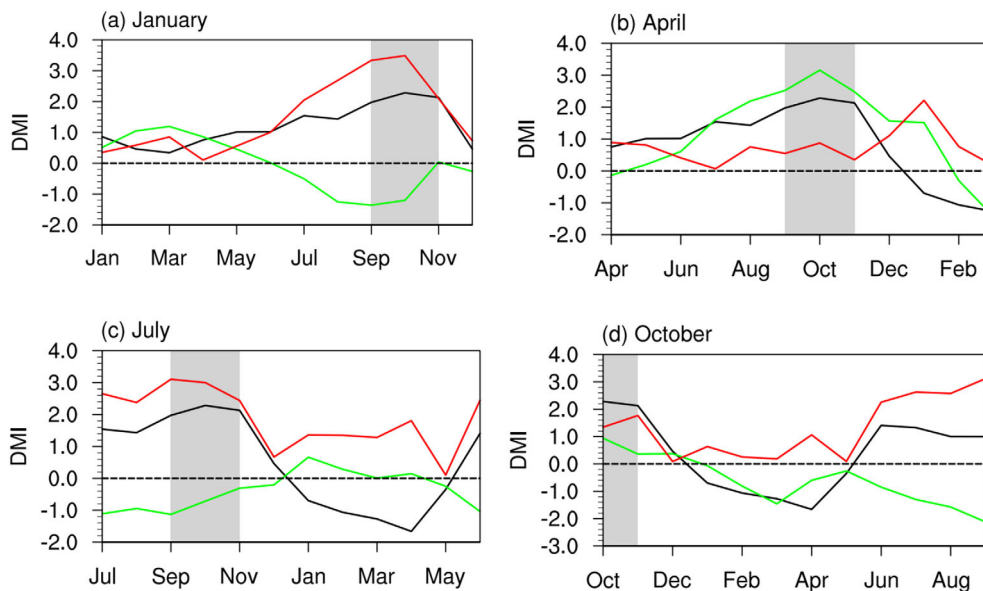 (a) January
4.0
3.0
2.0
1.0
0.0
-1.0
-2.0
DMI
Jan Mar May Jul Sep Nov
(b) April
4.0
3.0
2.0
1.0
0.0
-1.0
-2.0
DMI
Apr Jun Aug Oct Dec Feb
(c) July
4.0
3.0
2.0
1.0
0.0
-1.0
-2.0
DMI
Jul Sep Nov Jan Mar May
(d) October
4.0
3.0
2.0
1.0
0.0
-1.0
-2.0
-3.0
DMI
Oct Dec Feb Apr Jun Aug